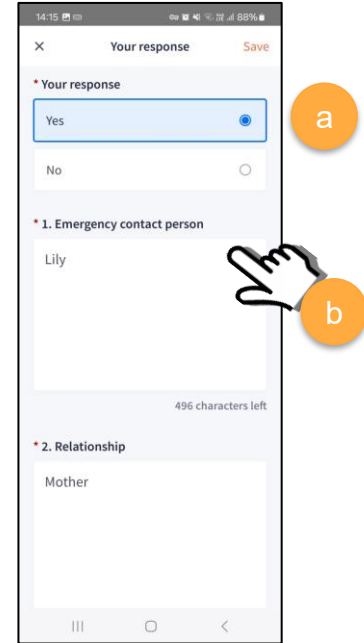 14:15
88%
Your response
Save
* Your response
Yes
a
No
* 1. Emergency contact person
Lily
b
496 characters left
* 2. Relationship
Mother